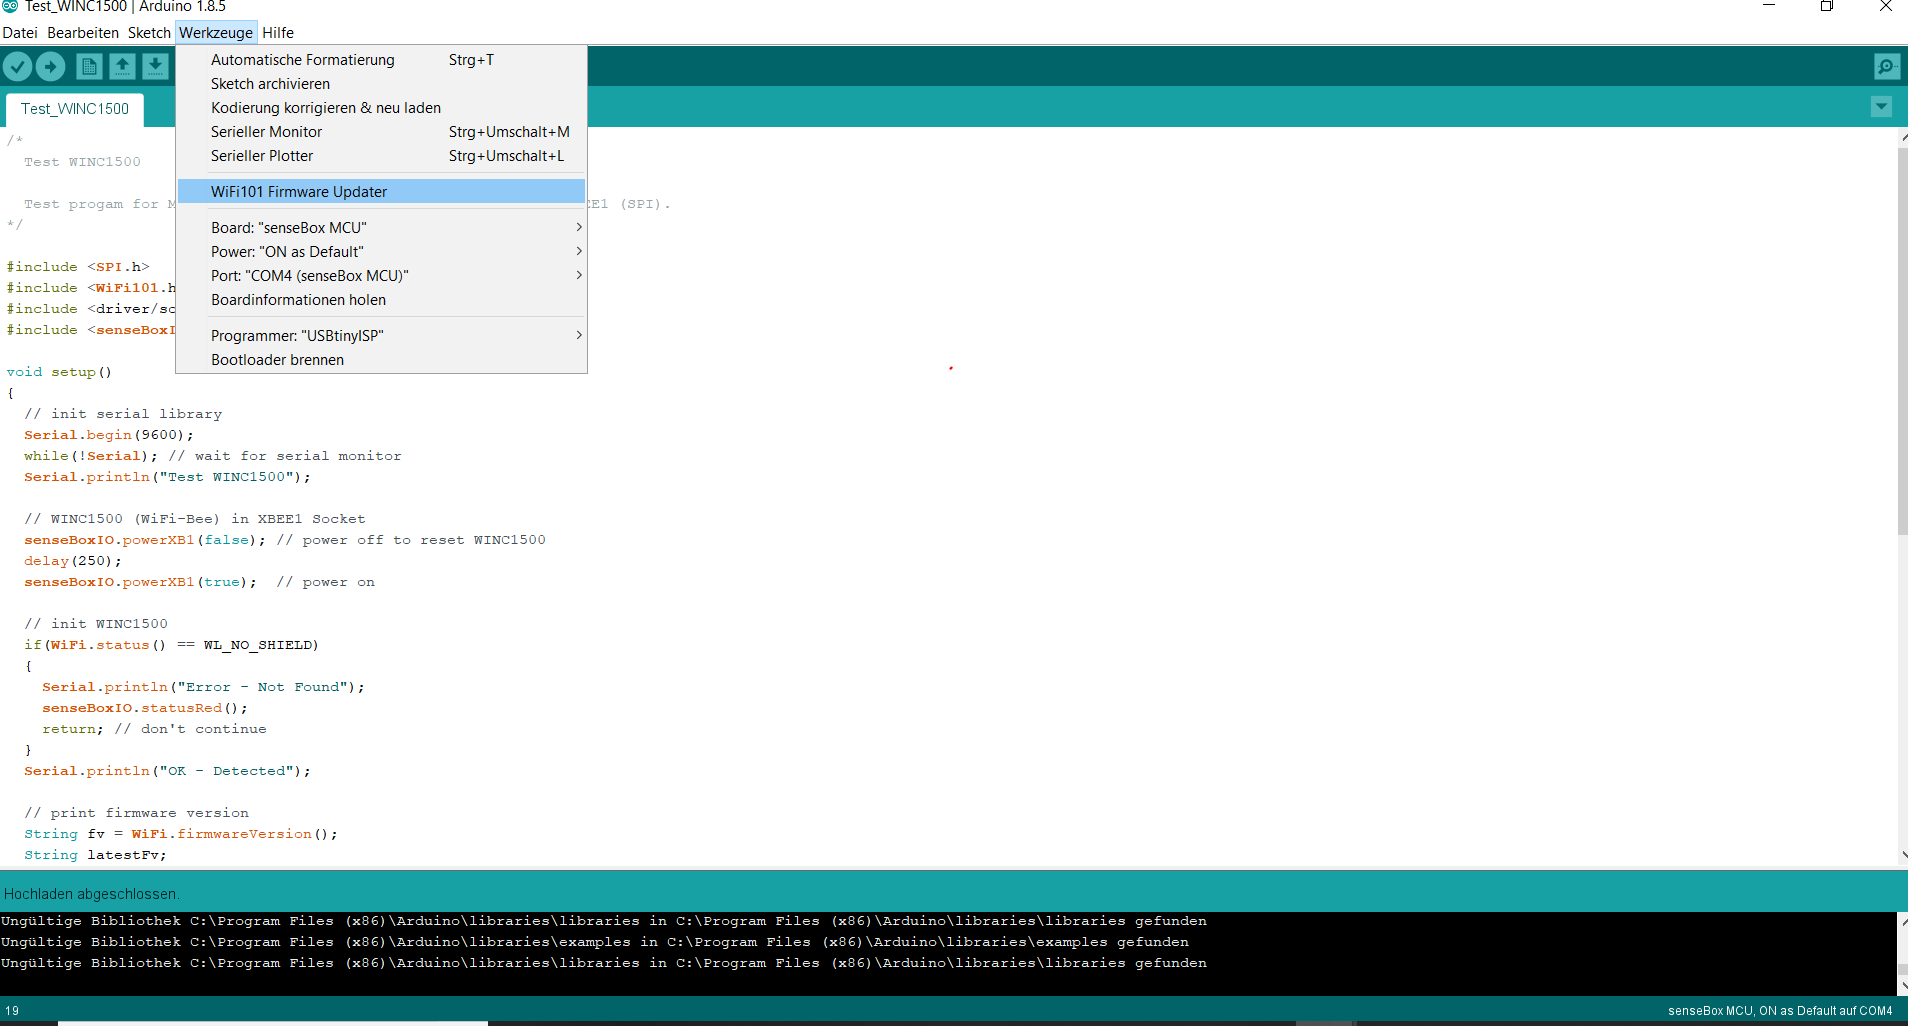 Test_WINC1500 | Arduino 1.8.5
Datei Bearbeiten Sketch Werkzeuge Hilfe
Automatische Formatierung Strg+T
Sketch archivieren
Kodierung korrigieren & neu laden
Serieller Monitor Strg+Umschalt+M
Serieller Plotter Strg+Umschalt+L
WiFi101 Firmware Updater
Board: "senseBox MCU"
Power: "ON as Default"
Port: "COM4 (senseBox MCU)"
Boardinformationen holen
Programmer: "USBtinyISP"
Bootloader brennen
Test_WINC1500
/*
Test WINC1500
Test progam for M
E1 (SPI).
*/
#include <SPI.h>
#include <WiFi101.h
#include <driver/so
#include <senseBoxI
void setup()
{
// init serial library
Serial.begin(9600);
while(!Serial); // wait for serial monitor
Serial.println("Test WINC1500");
// WINC1500 (WiFi-Bee) in XBEE1 Socket
senseBoxIO.powerXB1(false); // power off to reset WINC1500
delay(250);
senseBoxIO.powerXB1(true);  // power on
// init WINC1500
if(WiFi.status() == WL_NO_SHIELD)
{
Serial.println("Error - Not Found");
senseBoxIO.statusRed();
return; // don't continue
}
Serial.println("OK - Detected");
// print firmware version
String fv = WiFi.firmwareVersion();
String latestFv;
Hochladen abgeschlossen.
Ungültige Bibliothek C:\Program Files (x86)\Arduino\libraries\libraries in C:\Program Files (x86)\Arduino\libraries\libraries gefunden
Ungültige Bibliothek C:\Program Files (x86)\Arduino\libraries\examples in C:\Program Files (x86)\Arduino\libraries\examples gefunden
Ungültige Bibliothek C:\Program Files (x86)\Arduino\libraries\libraries in C:\Program Files (x86)\Arduino\libraries\libraries gefunden
19
senseBox MCU, ON as Default auf COM4